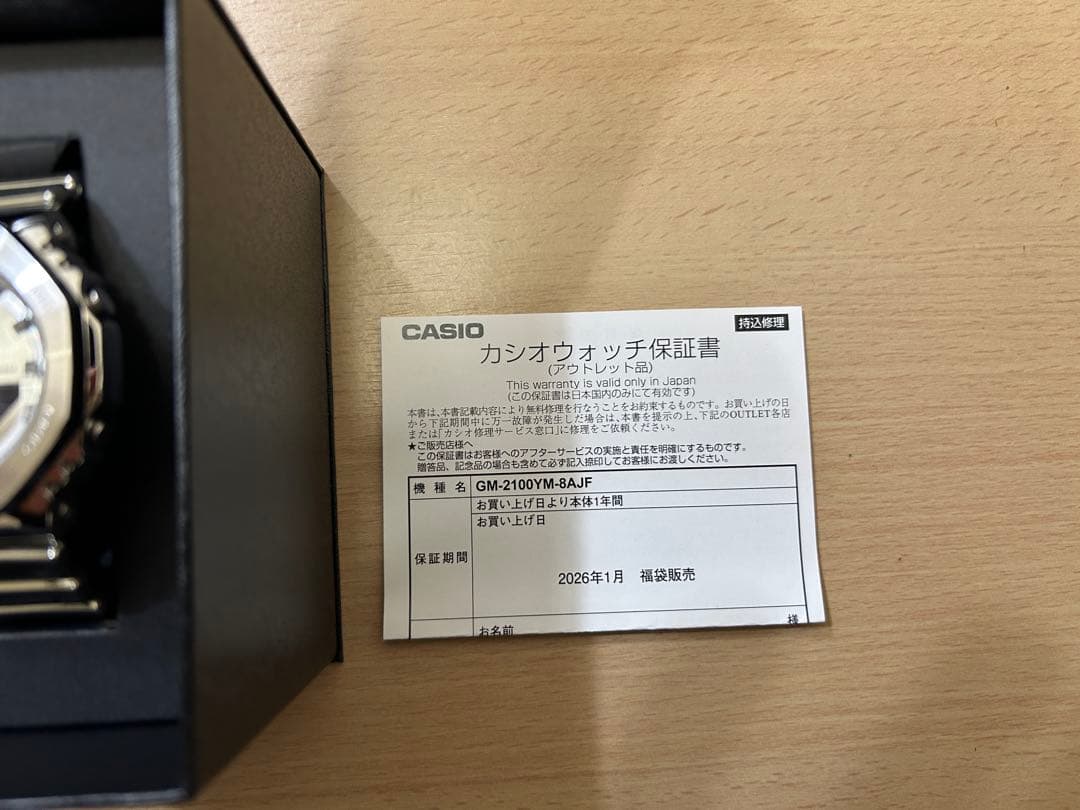 CASIO
持込修理
カシオウォッチ保証書
(アウトレット品)
This warranty is valid only in Japan
(この保証書は日本国内のみにて有効です)
本書は、本書記載内容により無料修理を行なうことをお約束するものです。お買い上げの日
から下記期間中に万一故障が発生した場合は、本書を提示の上、下記のOUTLET各店
または「カシオ修理サービス窓口」に修理をご依頼ください。
★ご販売店様へ
この保証書はお客様へのアフターサービスの実施と責任を明確にするものです。
贈答品、記念品の場合も含めて必ず記入捺印してお客様にお渡しください。
機種名 GM-2100YM-8AJF
お買い上げ日より本体1年間
お買い上げ日
保証期間
2026年1月 福袋販売
お名前
様